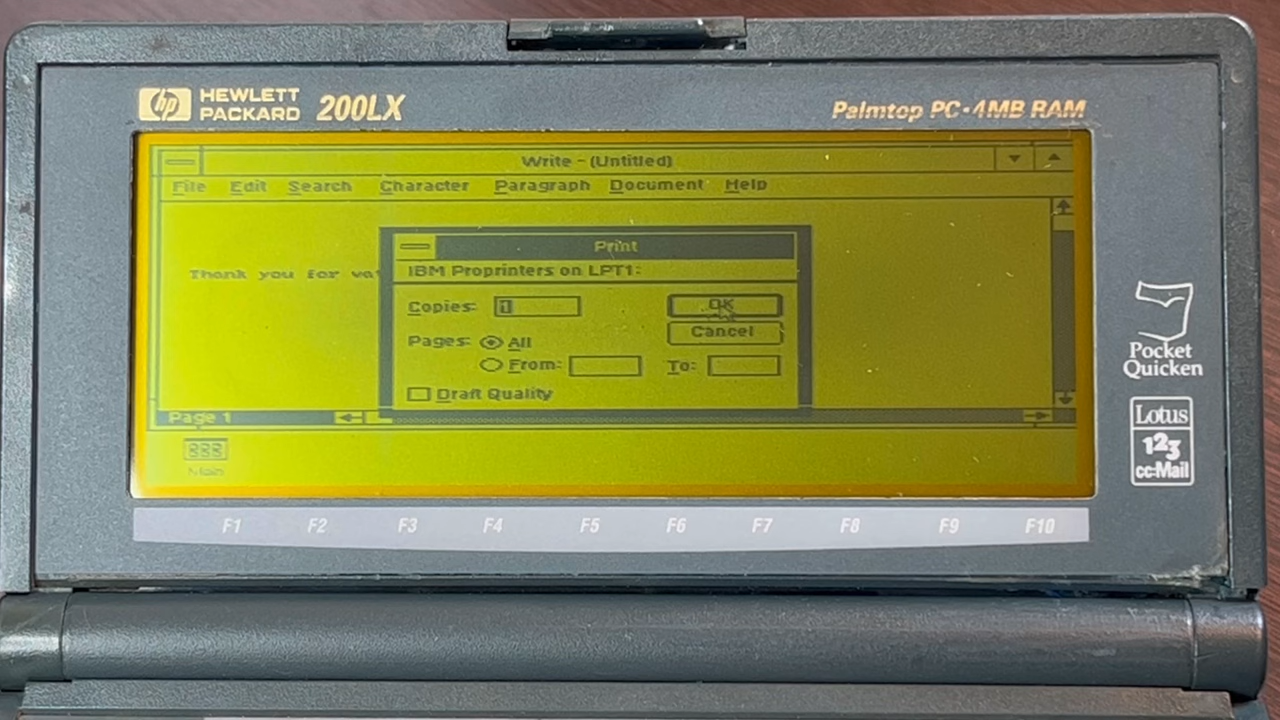 hp HEWLETT PACKARD 200LX
Palmtop PC·4MB RAM
Write - (Untitled)
File Edit Search Character Paragraph Document Help
Print
IBM Proprinters on LPT1:
Thank you for
Copies: 1 OK
Cancel
Pages: All
From: To:
Draft Quality
Page 1
Main
Pocket
Quicken
Lotus
123
cc:Mail
F1 F2 F3 F4 F5 F6 F7 F8 F9 F10